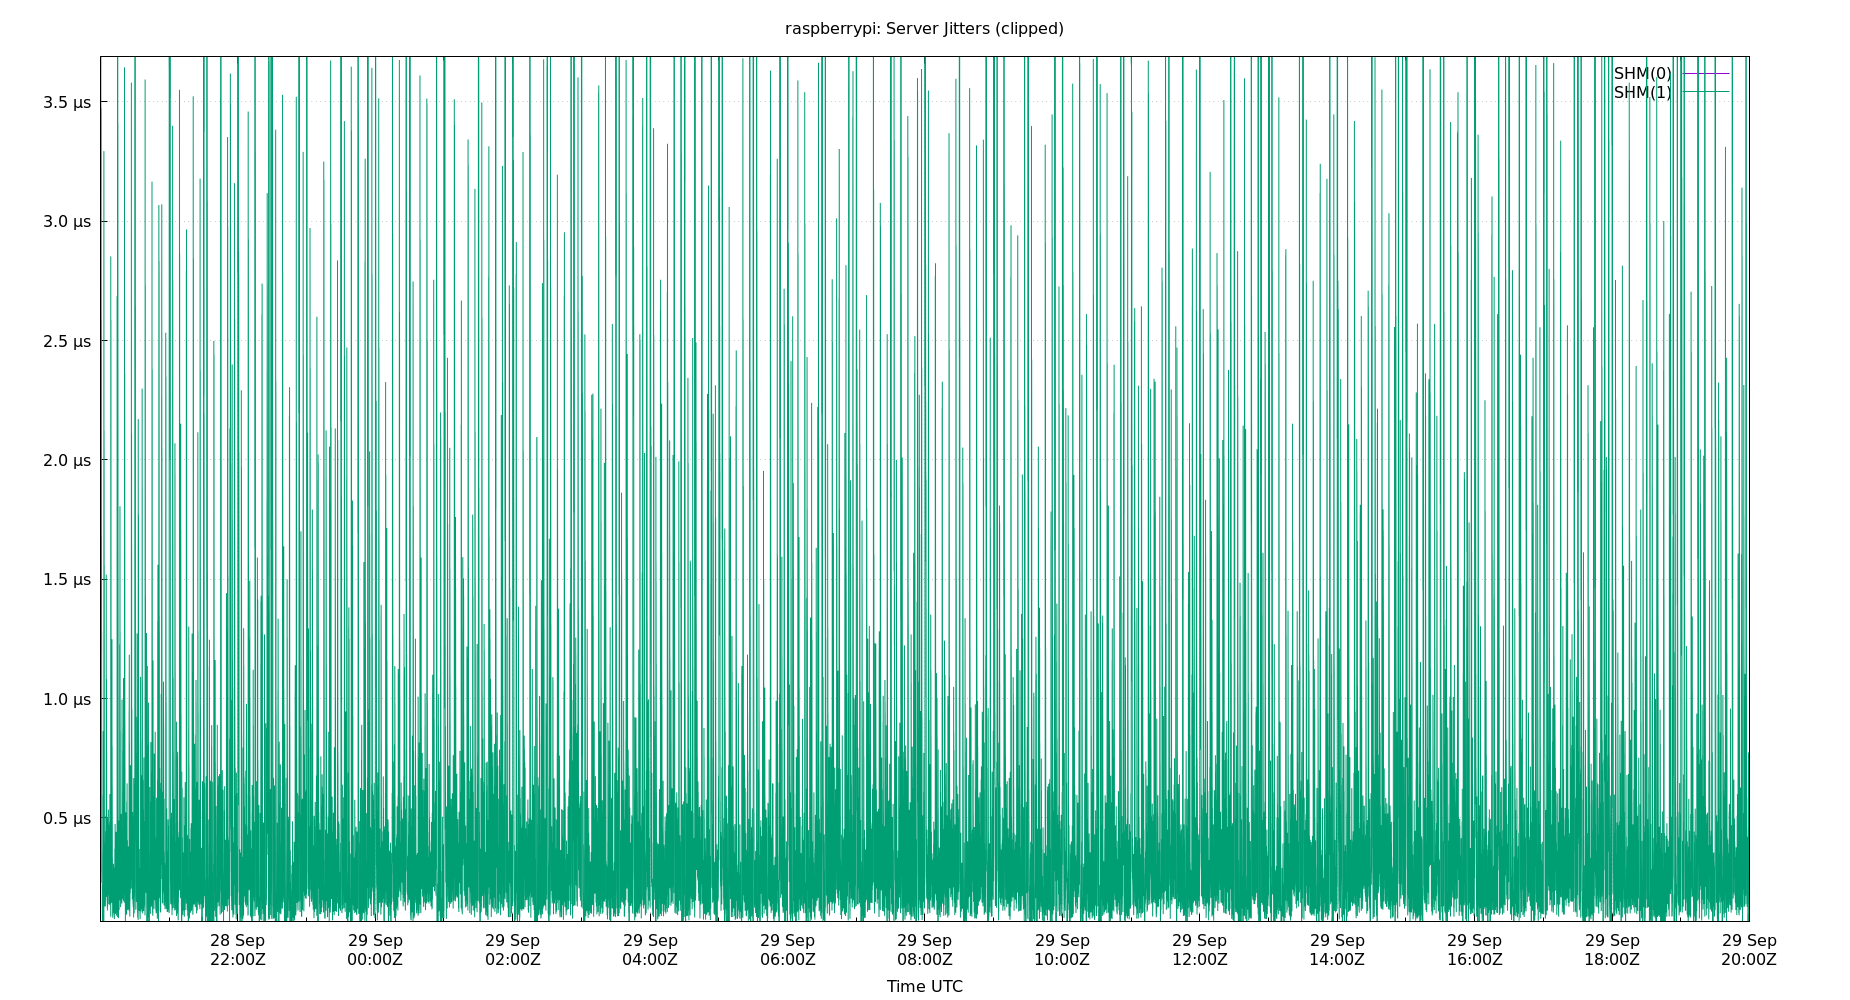 raspberrypi: Server Jitters (clipped)
SHM(0)
SHM(1)
3.5 µs
3.0 µs
2.5 µs
2.0 µs
1.5 µs
1.0 µs
0.5 µs
28 Sep 29 Sep 29 Sep 29 Sep 29 Sep 29 Sep 29 Sep 29 Sep 29 Sep 29 Sep 29 Sep 29 Sep
22:00Z 00:00Z 02:00Z 04:00Z 06:00Z 08:00Z 10:00Z 12:00Z 14:00Z 16:00Z 18:00Z 20:00Z
Time UTC